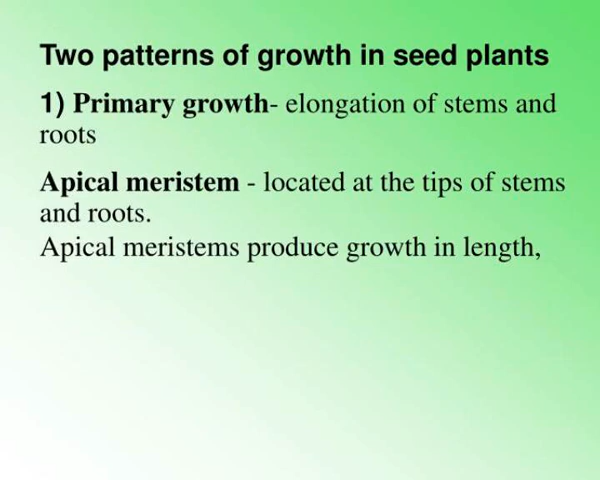 Two patterns of growth in seed plants
1) Primary growth- elongation of stems and
roots
Apical meristem - located at the tips of stems
and roots.
Apical meristems produce growth in length,